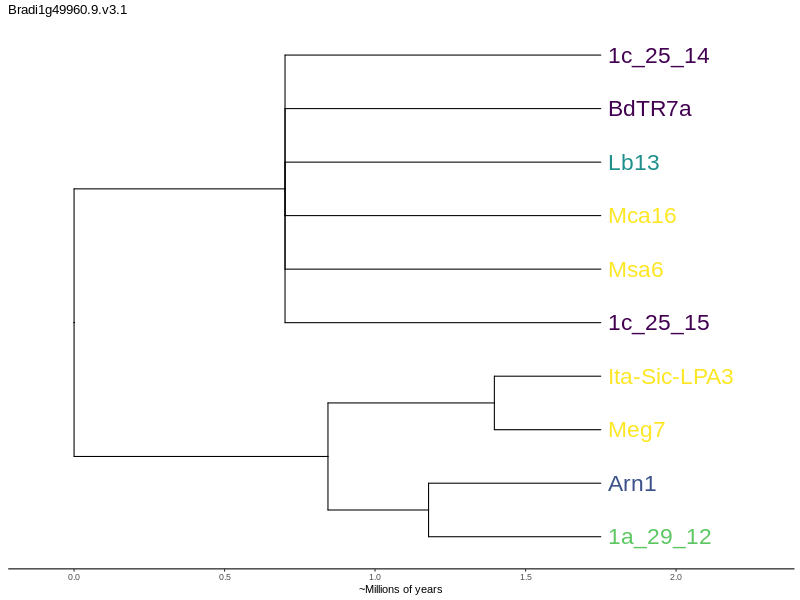 Bradi1g49960.9.v3.1
1c_25_14
BdTR7a
Lb13
Mca16
Msa6
1c_25_15
Ita-Sic-LPA3
Meg7
Arn1
1a_29_12
0.0 0.5 1.0 1.5 2.0
~Millions of years